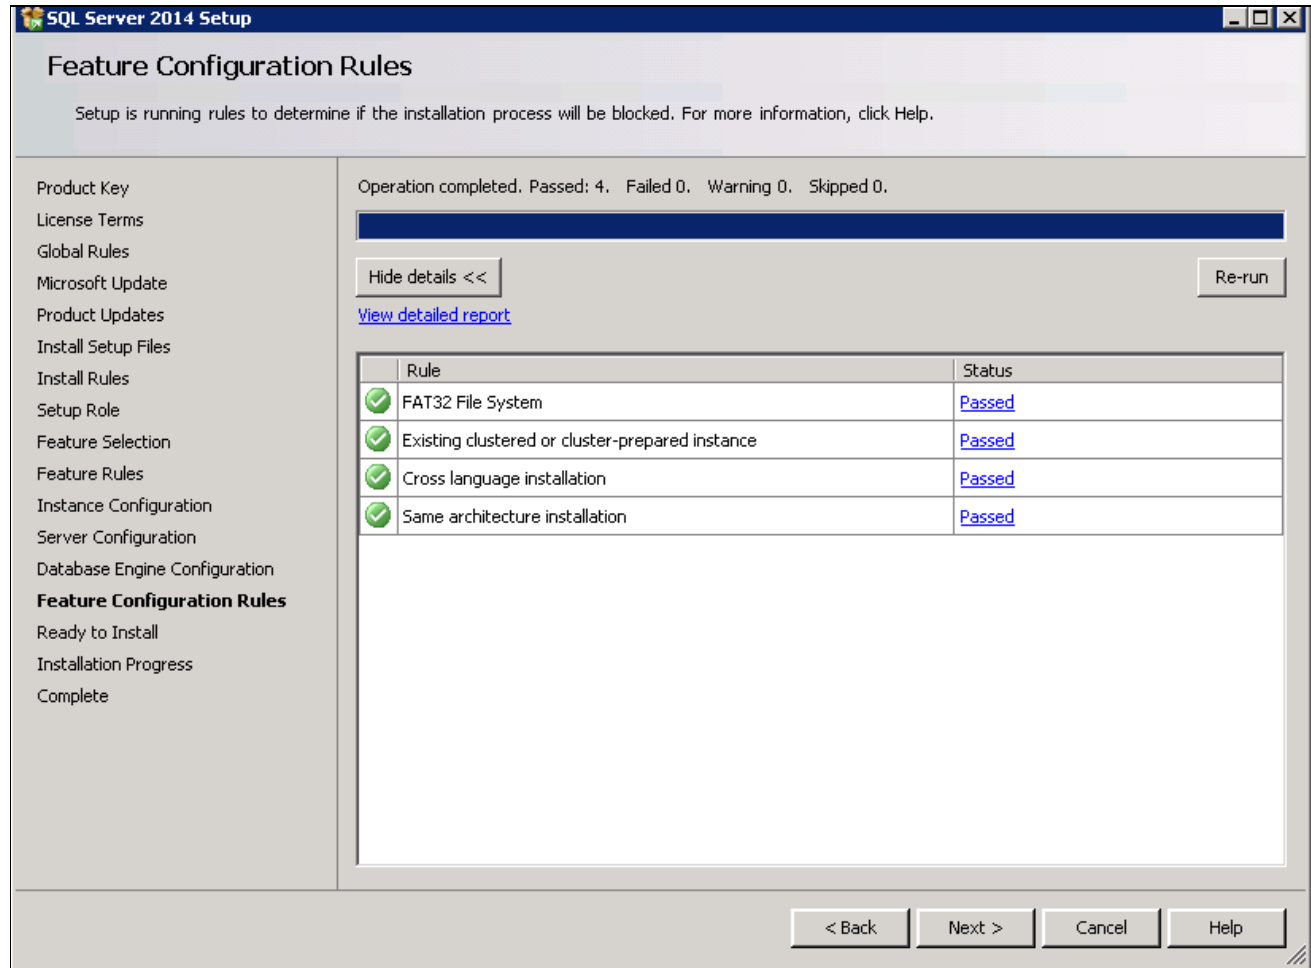 SQL Server 2014 Setup
Feature Configuration Rules
Setup is running rules to determine if the installation process will be blocked. For more information, click Help.
Product Key
License Terms
Global Rules
Microsoft Update
Product Updates
Install Setup Files
Install Rules
Setup Role
Feature Selection
Feature Rules
Instance Configuration
Server Configuration
Database Engine Configuration
Feature Configuration Rules
Ready to Install
Installation Progress
Complete
Operation completed. Passed: 4. Failed 0. Warning 0. Skipped 0.
Hide details << Re-run
View detailed report
Rule Status
FAT32 File System Passed
Existing clustered or cluster-prepared instance Passed
Cross language installation Passed
Same architecture installation Passed
< Back Next > Cancel Help